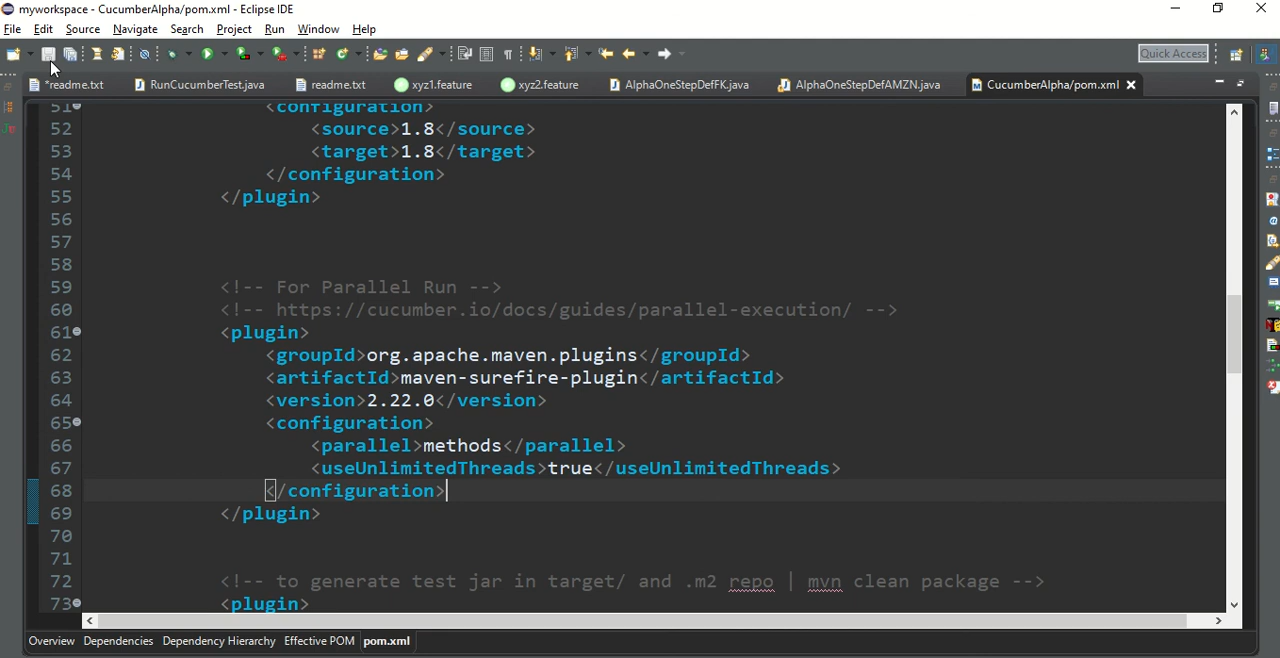 myworkspace - CucumberAlpha/pom.xml - Eclipse IDE
File Edit Source Navigate Search Project Run Window Help
Quick Access
*readme.txt RunCucumberTest.java readme.txt xyz1.feature xyz2.feature AlphaOneStepDefFK.java AlphaOneStepDefAMZN.java CucumberAlpha/pom.xml
51 <configuration>
52 <source>1.8</source>
53 <target>1.8</target>
54 </configuration>
55 </plugin>
56
57
58
59 <!-- For Parallel Run -->
60 <!-- https://cucumber.io/docs/guides/parallel-execution/ -->
61 <plugin>
62 <groupId>org.apache.maven.plugins</groupId>
63 <artifactId>maven-surefire-plugin</artifactId>
64 <version>2.22.0</version>
65 <configuration>
66 <parallel>methods</parallel>
67 <useUnlimitedThreads>true</useUnlimitedThreads>
68 </configuration>
69 </plugin>
70
71
72 <!-- to generate test jar in target/ and .m2 repo | mvn clean package -->
73 <plugin>
Overview Dependencies Dependency Hierarchy Effective POM pom.xml